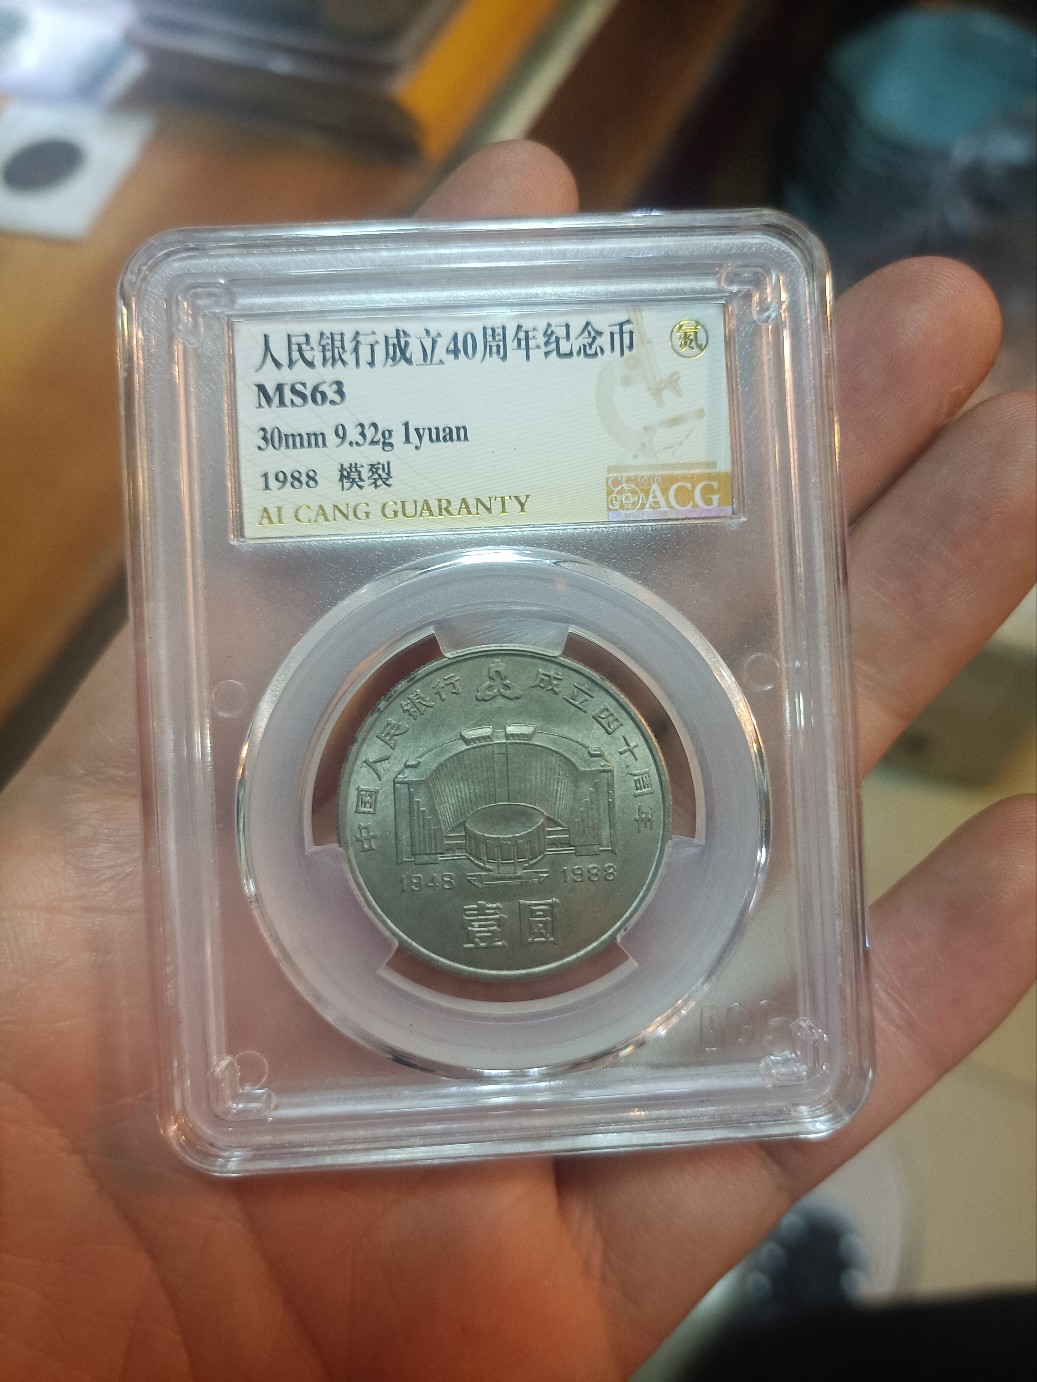 人民银行成立40周年纪念币
氮
MS63
30mm 9.32g 1yuan
1988 模裂
AI CANG GUARANTY
ACG
中国人民银行 成立四十周年
1948 1988
壹圆